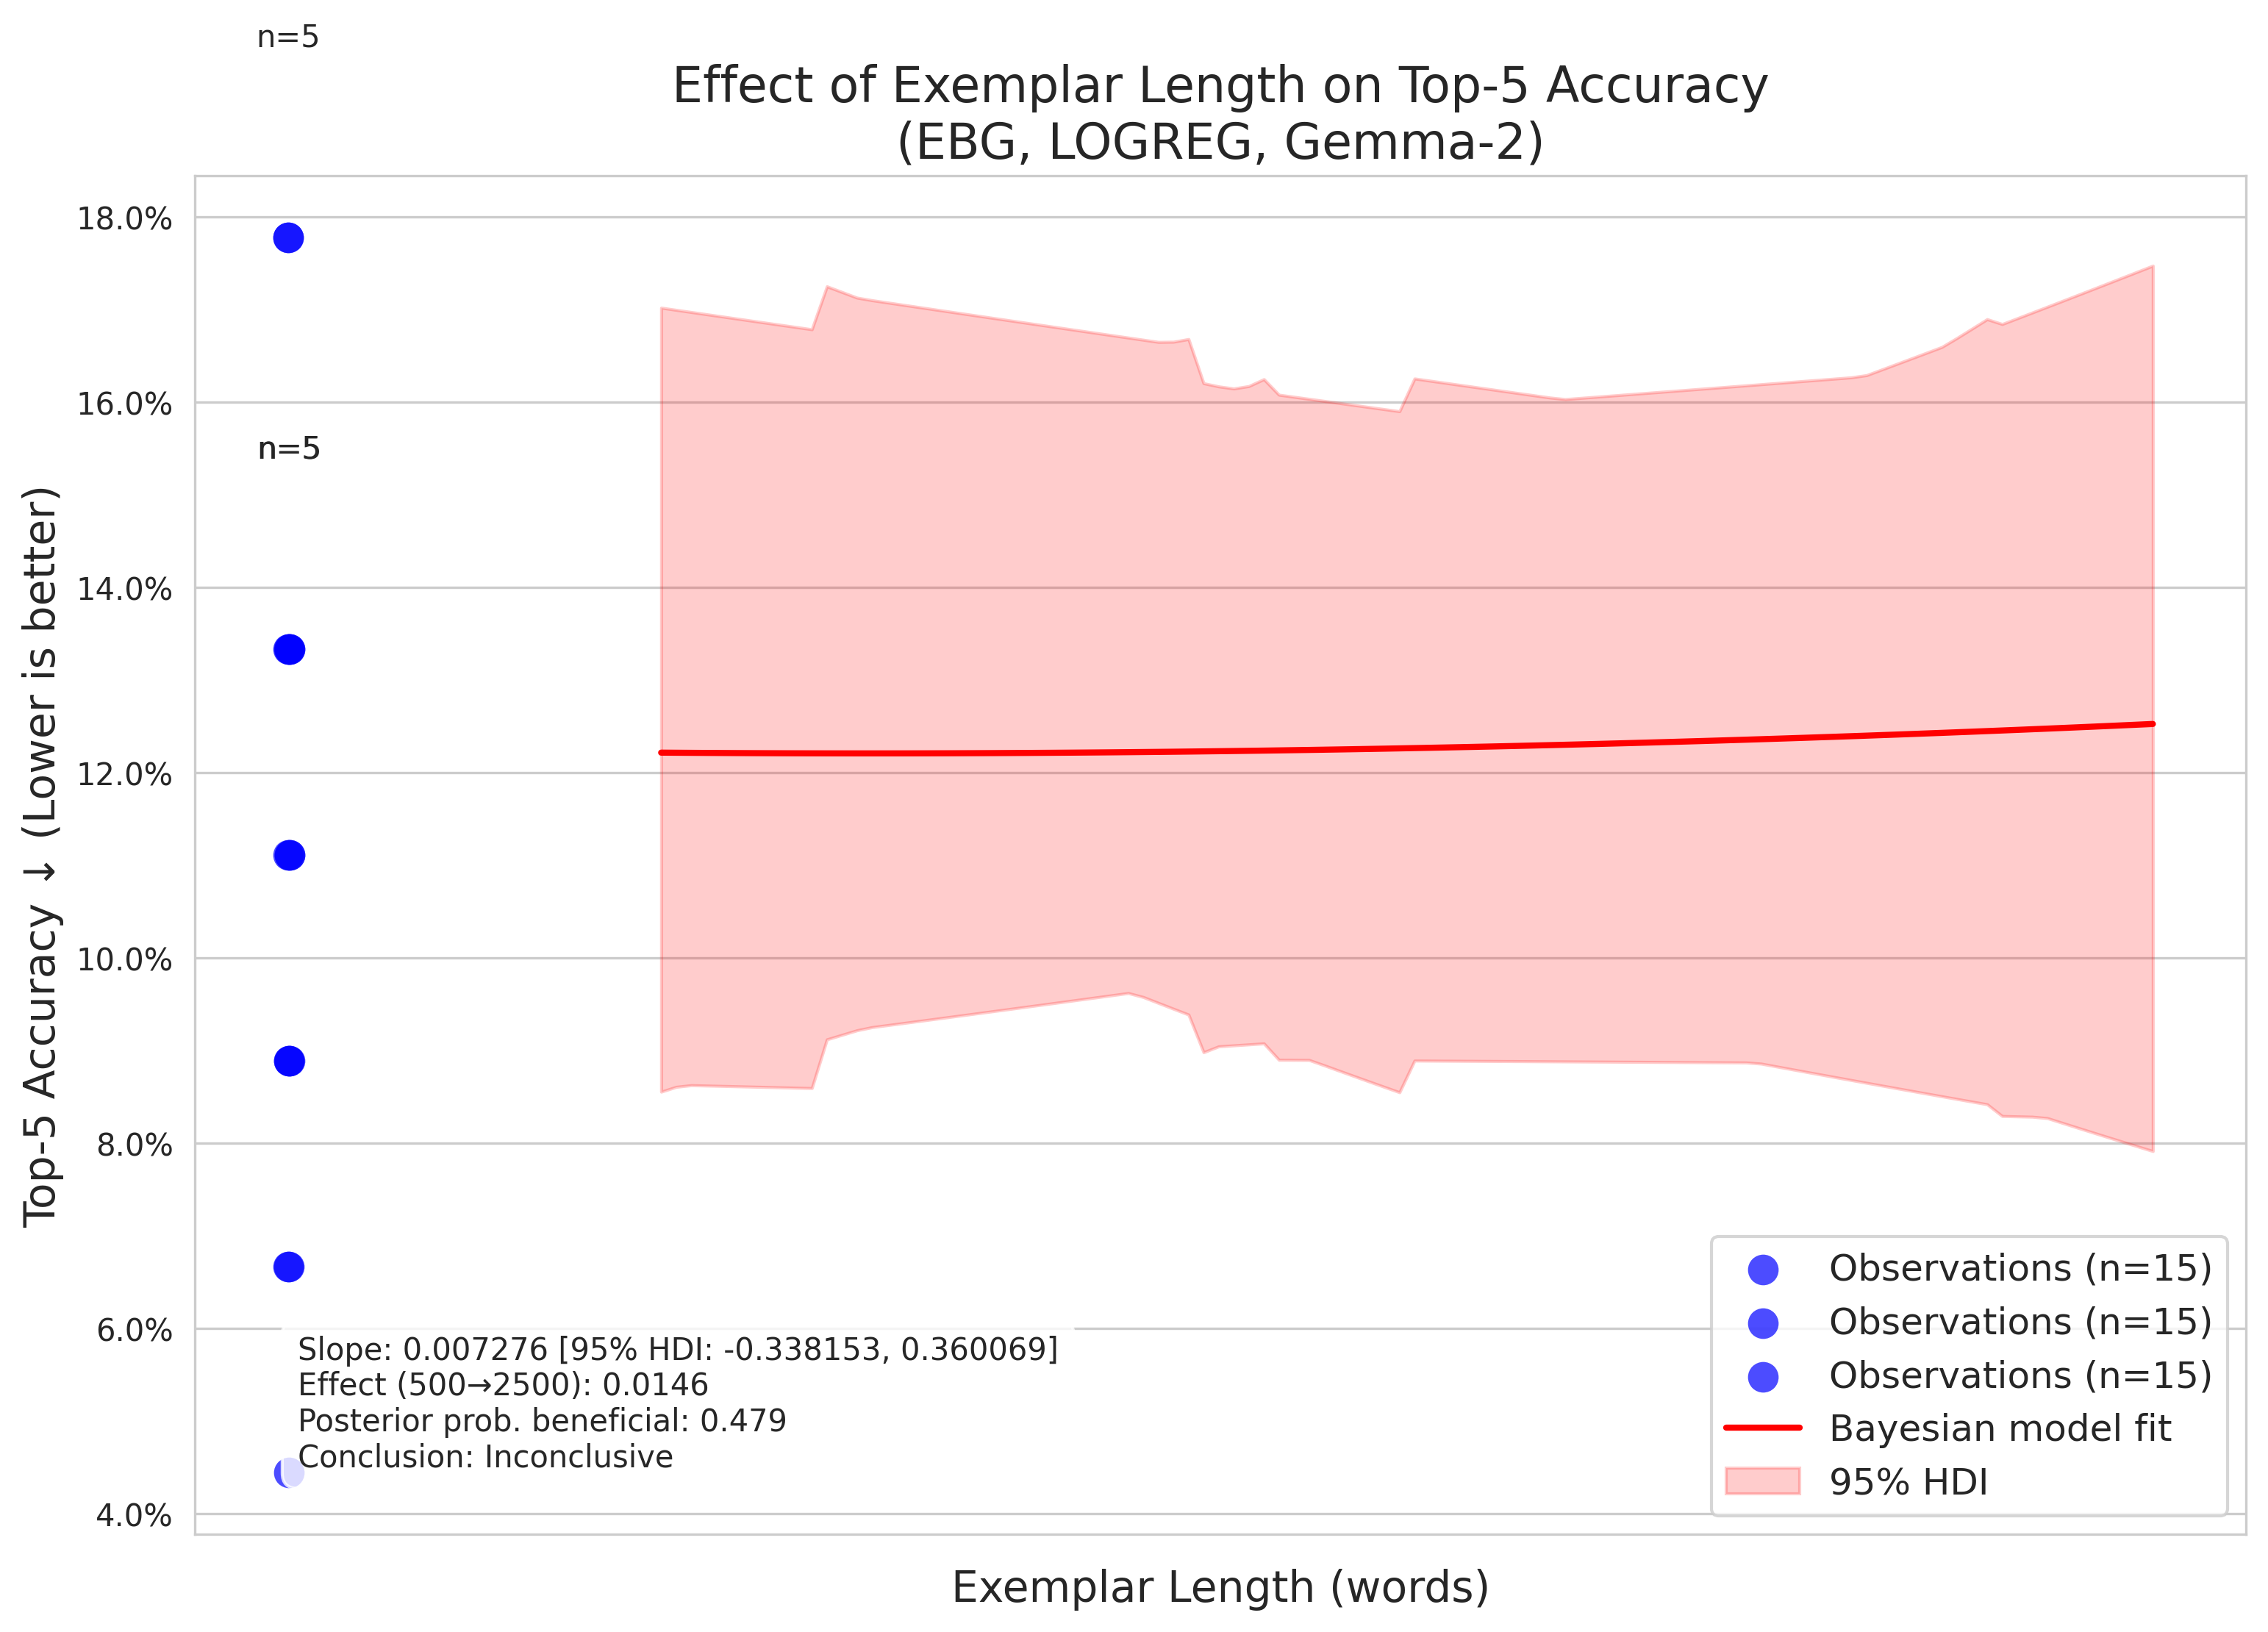 n=5
Effect of Exemplar Length on Top-5 Accuracy
(EBG, LOGREG, Gemma-2)
Top-5 Accuracy ↓ (Lower is better)
18.0%
16.0%
n=5
14.0%
12.0%
10.0%
8.0%
6.0%
4.0%
Slope: 0.007276 [95% HDI: -0.338153, 0.360069]
Effect (500→2500): 0.0146
Posterior prob. beneficial: 0.479
Conclusion: Inconclusive
Observations (n=15)
Observations (n=15)
Observations (n=15)
Bayesian model fit
95% HDI
Exemplar Length (words)